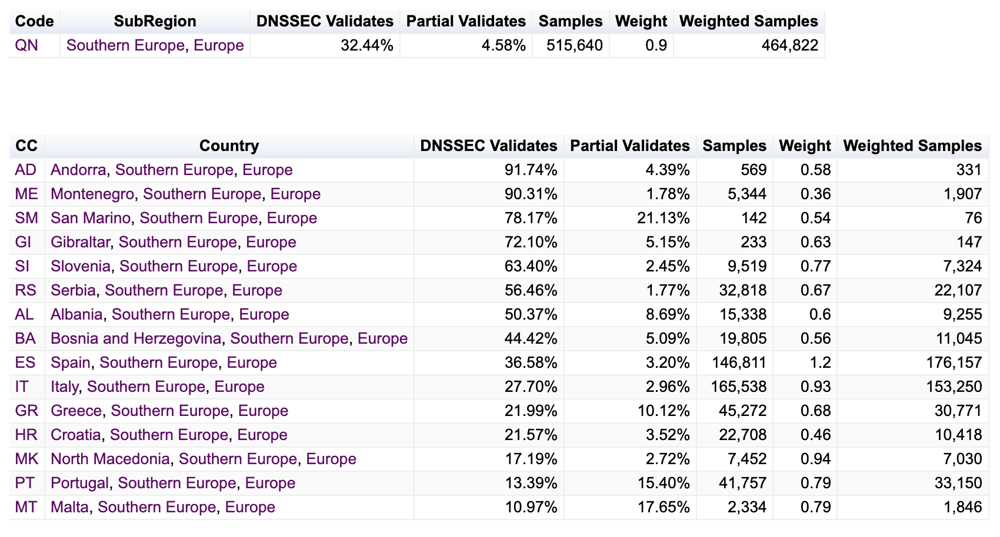 Code SubRegion DNSSEC Validates Partial Validates Samples Weight Weighted Samples
QN Southern Europe, Europe 32.44% 4.58% 515,640 0.9 464,822
CC Country DNSSEC Validates Partial Validates Samples Weight Weighted Samples
AD Andorra, Southern Europe, Europe 91.74% 4.39% 569 0.58 331
ME Montenegro, Southern Europe, Europe 90.31% 1.78% 5,344 0.36 1,907
SM San Marino, Southern Europe, Europe 78.17% 21.13% 142 0.54 76
GI Gibraltar, Southern Europe, Europe 72.10% 5.15% 233 0.63 147
SI Slovenia, Southern Europe, Europe 63.40% 2.45% 9,519 0.77 7,324
RS Serbia, Southern Europe, Europe 56.46% 1.77% 32,818 0.67 22,107
AL Albania, Southern Europe, Europe 50.37% 8.69% 15,338 0.6 9,255
BA Bosnia and Herzegovina, Southern Europe, Europe 44.42% 5.09% 19,805 0.56 11,045
ES Spain, Southern Europe, Europe 36.58% 3.20% 146,811 1.2 176,157
IT Italy, Southern Europe, Europe 27.70% 2.96% 165,538 0.93 153,250
GR Greece, Southern Europe, Europe 21.99% 10.12% 45,272 0.68 30,771
HR Croatia, Southern Europe, Europe 21.57% 3.52% 22,708 0.46 10,418
MK North Macedonia, Southern Europe, Europe 17.19% 2.72% 7,452 0.94 7,030
PT Portugal, Southern Europe, Europe 13.39% 15.40% 41,757 0.79 33,150
MT Malta, Southern Europe, Europe 10.97% 17.65% 2,334 0.79 1,846